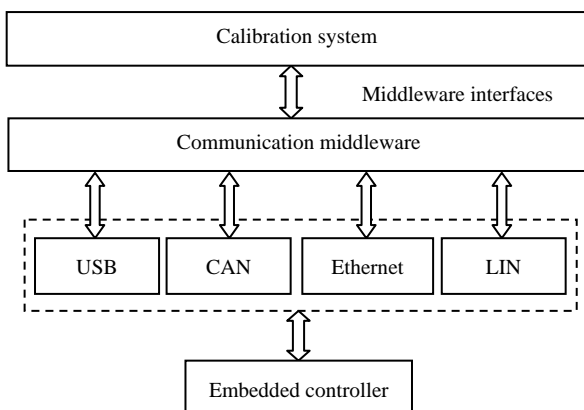 Calibration system
Middleware interfaces
Communication middleware
USB CAN Ethernet LIN
Embedded controller